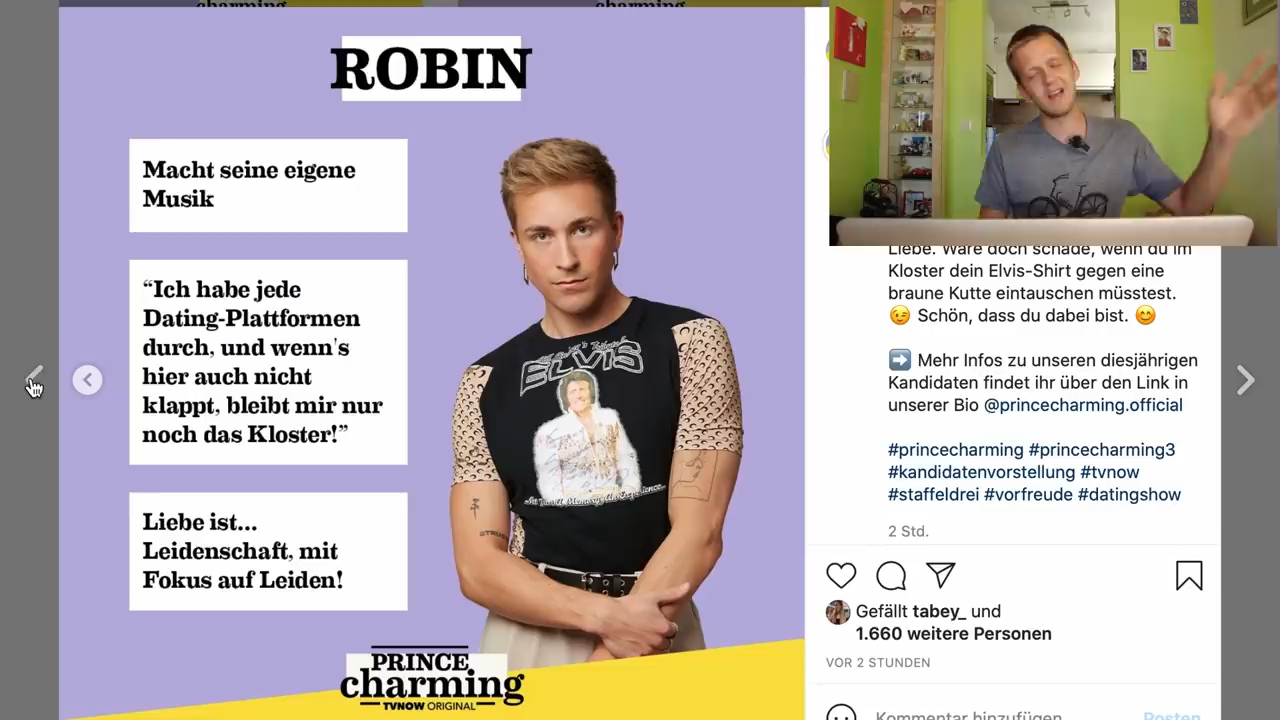 charming
charming
ROBIN
Macht seine eigene
Musik
“Ich habe jede
Dating-Plattformen
durch, und wenn's
hier auch nicht
klappt, bleibt mir nur
noch das Kloster!”
Liebe ist...
Leidenschaft, mit
Fokus auf Leiden!
ELVIS
PRINCE
charming
TVNOW ORIGINAL
Liebe. Wäre doch schade, wenn du im
Kloster dein Elvis-Shirt gegen eine
braune Kutte eintauschen müsstest.
😉 Schön, dass du dabei bist. 😊
➡️ Mehr Infos zu unseren diesjährigen
Kandidaten findet ihr über den Link in
unserer Bio @princecharming.official
#princecharming #princecharming3
#kandidatenvorstellung #tvnow
#staffeldrei #vorfreude #datingshow
2 Std.
Gefällt tabey_ und
1.660 weitere Personen
VOR 2 STUNDEN
Kommentar hinzufügen
Posten